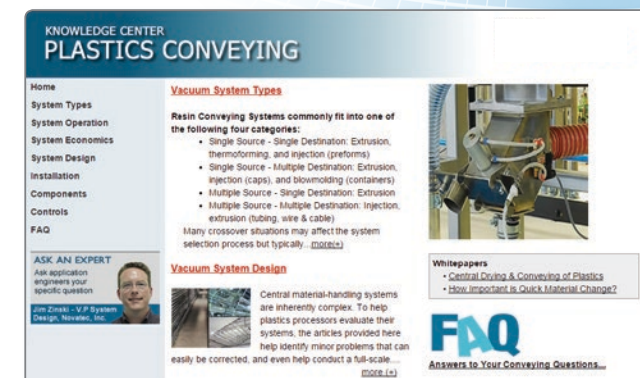 KNOWLEDGE CENTER
PLASTICS CONVEYING
Home
System Types
System Operation
System Economics
System Design
Installation
Components
Controls
FAQ
ASK AN EXPERT
Ask application
engineers your
specific question
Jim Zinski - V.P System
Design, Novatec, Inc.
Vacuum System Types
Resin Conveying Systems commonly fit into one of
the following four categories:
• Single Source - Single Destination: Extrusion,
thermoforming, and injection (preforms)
• Single Source - Multiple Destination: Extrusion,
injection (caps), and blowmolding (containers)
• Multiple Source - Single Destination: Extrusion
• Multiple Source - Multiple Destination: Injection,
extrusion (tubing, wire & cable)
Many crossover situations may affect the system
selection process but typically...more(+)
Vacuum System Design
Central material-handling systems
are inherently complex. To help
plastics processors evaluate their
systems, the articles provided here
help identify minor problems that can
easily be corrected, and even help conduct a full-scale....
more (+)
Whitepapers
• Central Drying & Conveying of Plastics
• How Important is Quick Material Change?
FAQ
Answers to Your Conveying Questions...